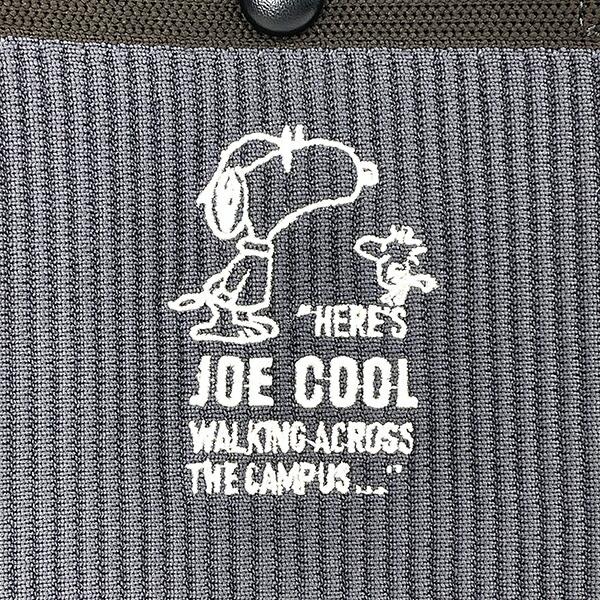 "HERE'S
JOE COOL
WALKING ACROSS
THE CAMPUS...."